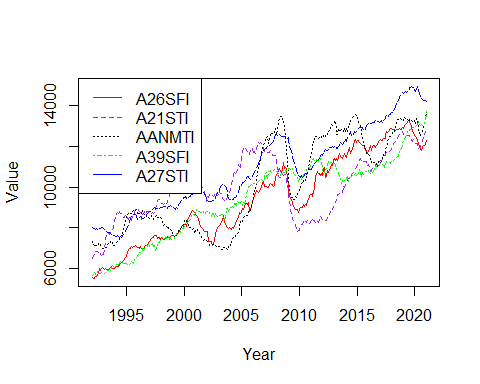 A26SFI
A21STI
AANMTI
A39SFI
A27STI
Value
6000
10000
14000
1995
2000
2005
2010
2015
2020
Year